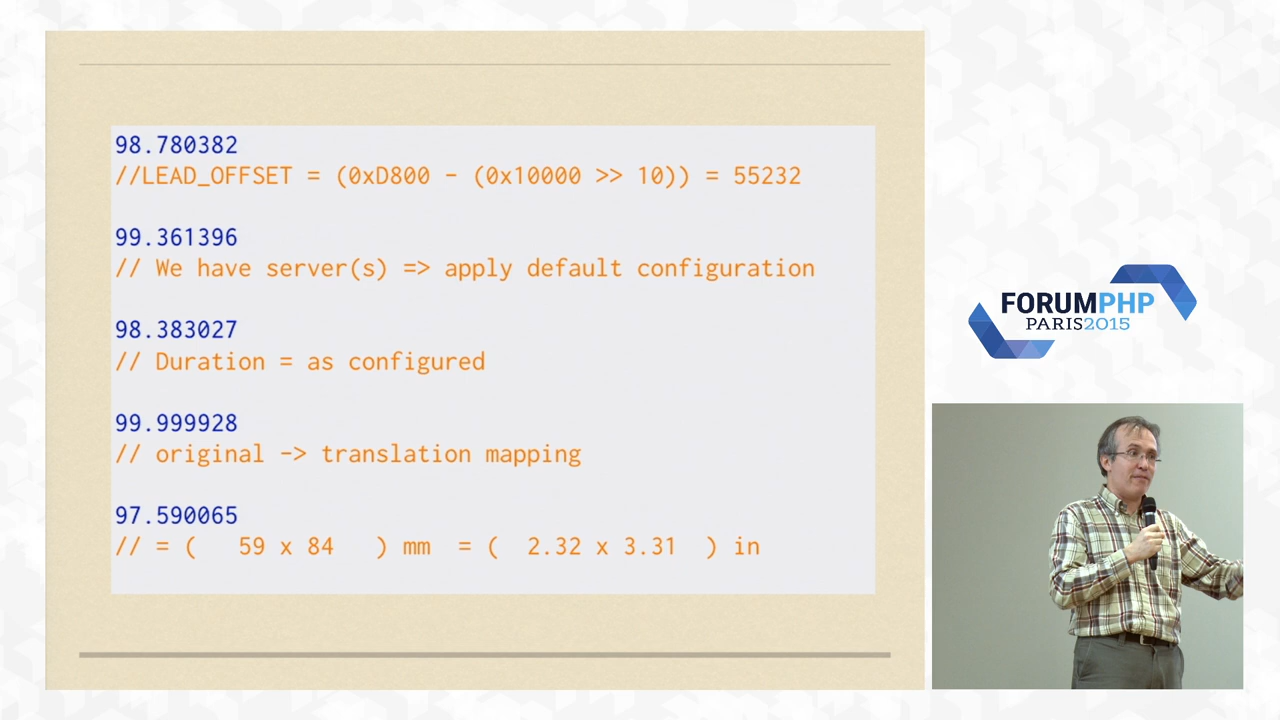 98.780382
//LEAD_OFFSET = (0xD800 - (0x10000 >> 10)) = 55232
99.361396
// We have server(s) => apply default configuration
98.383027
// Duration = as configured
99.999928
// original -> translation mapping
97.590065
// = (   59 x 84   ) mm  = (  2.32 x 3.31  ) in
FORUMPHP
PARIS2015